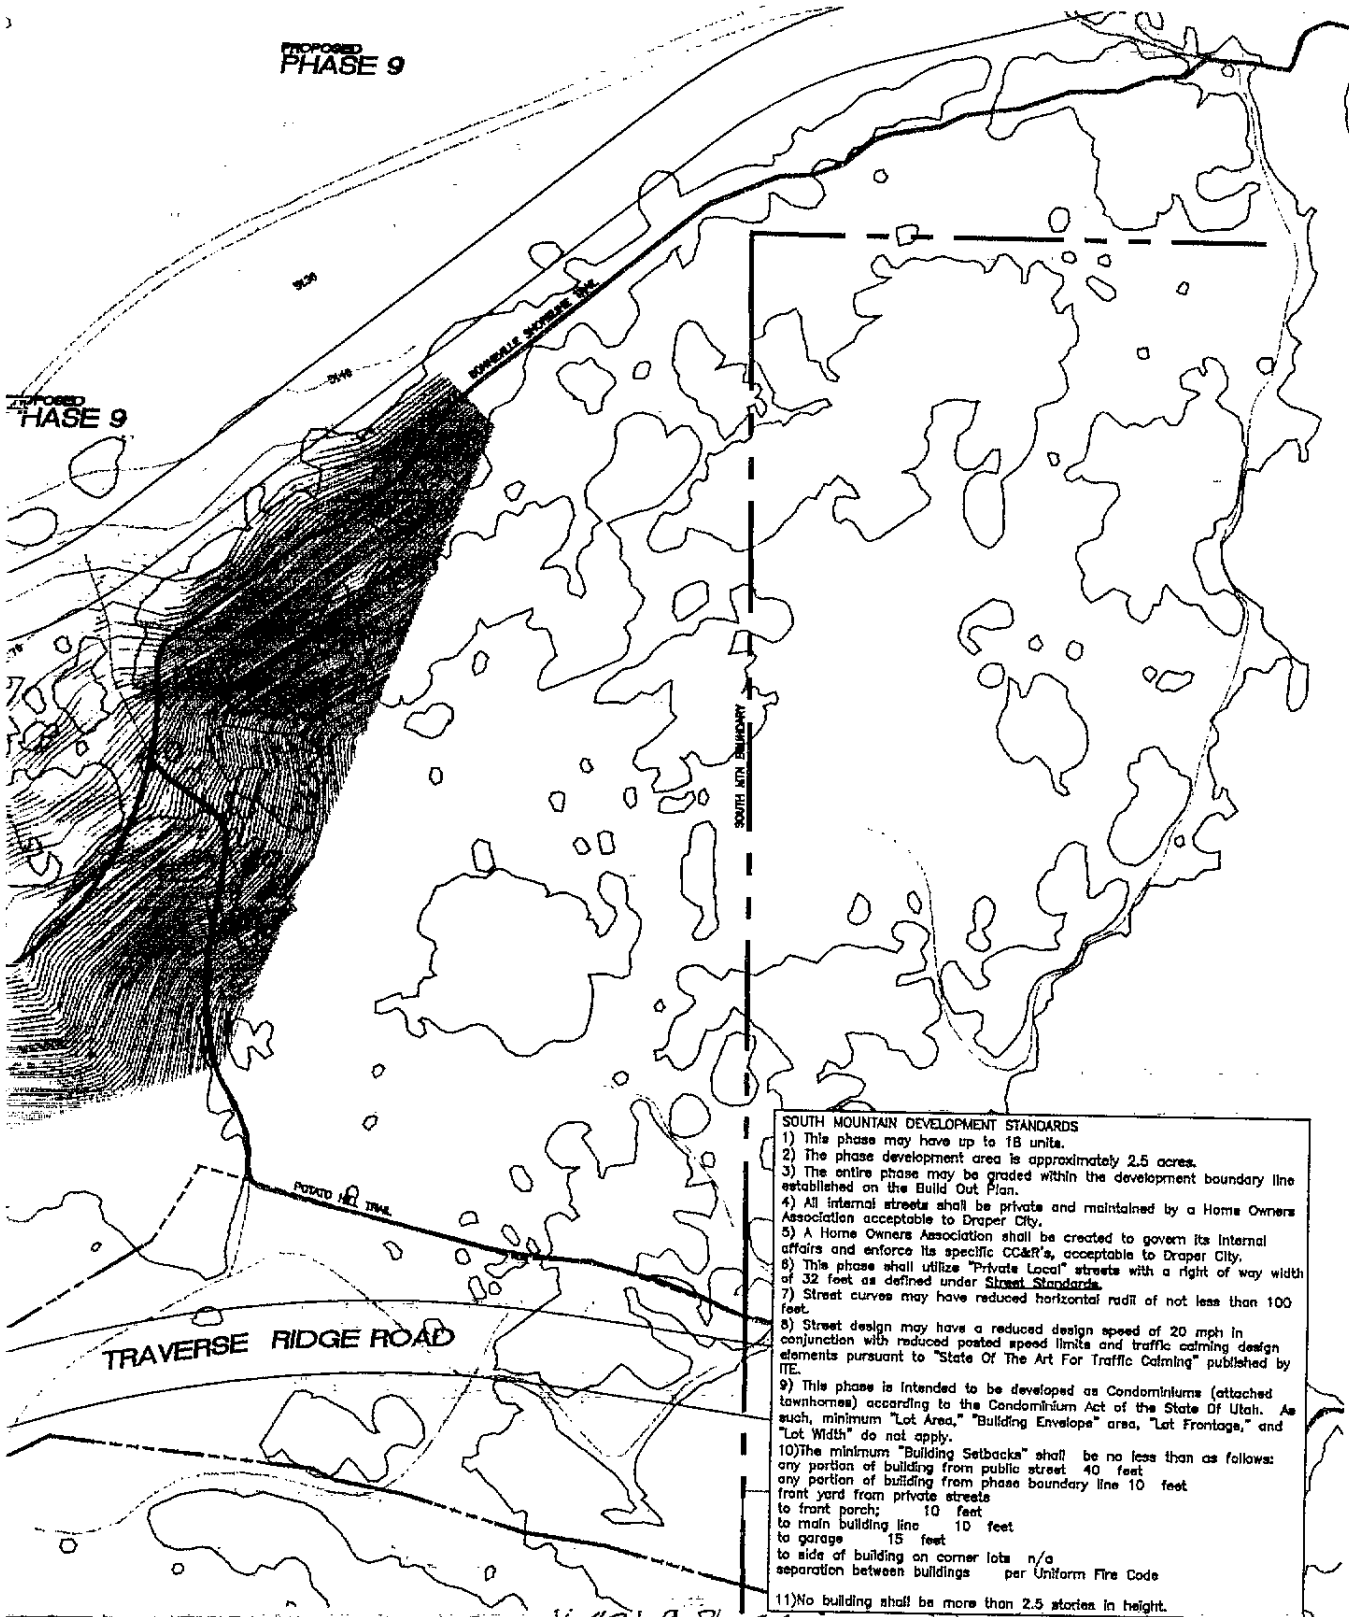 PROPOSED
PHASE 9
BONNEVILLE SHORELINE TRAIL
HASE 9
SOUTH MTN BOUNDARY
POTATO HILL TRAIL
TRAVERSE RIDGE ROAD
SOUTH MOUNTAIN DEVELOPMENT STANDARDS
1) This phase may have up to 18 units.
2) The phase development area is approximately 2.5 acres.
3) The entire phase may be graded within the development boundary line
established on the Build Out Plan.
4) All internal streets shall be private and maintained by a Home Owners
Association acceptable to Draper City.
5) A Home Owners Association shall be created to govern its internal
affairs and enforce its specific CC&R's, acceptable to Draper City.
6) This phase shall utilize "Private Local" streets with a right of way width
of 32 feet as defined under Street Standards.
7) Street curves may have reduced horizontal radii of not less than 100
feet.
8) Street design may have a reduced design speed of 20 mph in
conjunction with reduced posted speed limits and traffic calming design
elements pursuant to "State Of The Art For Traffic Calming" published by
ITE.
9) This phase is intended to be developed as Condominiums (attached
townhomes) according to the Condominium Act of the State Of Utah. As
such, minimum "Lot Area," "Building Envelope" area, "Lot Frontage," and
"Lot Width" do not apply.
10)The minimum "Building Setbacks" shall be no less than as follows:
any portion of building from public street 40 feet
any portion of building from phase boundary line 10 feet
front yard from private streets
to front porch; 10 feet
to main building line 10 feet
to garage 15 feet
to side of building on corner lots n/a
separation between buildings per Uniform Fire Code
11)No building shall be more than 2.5 stories in height.